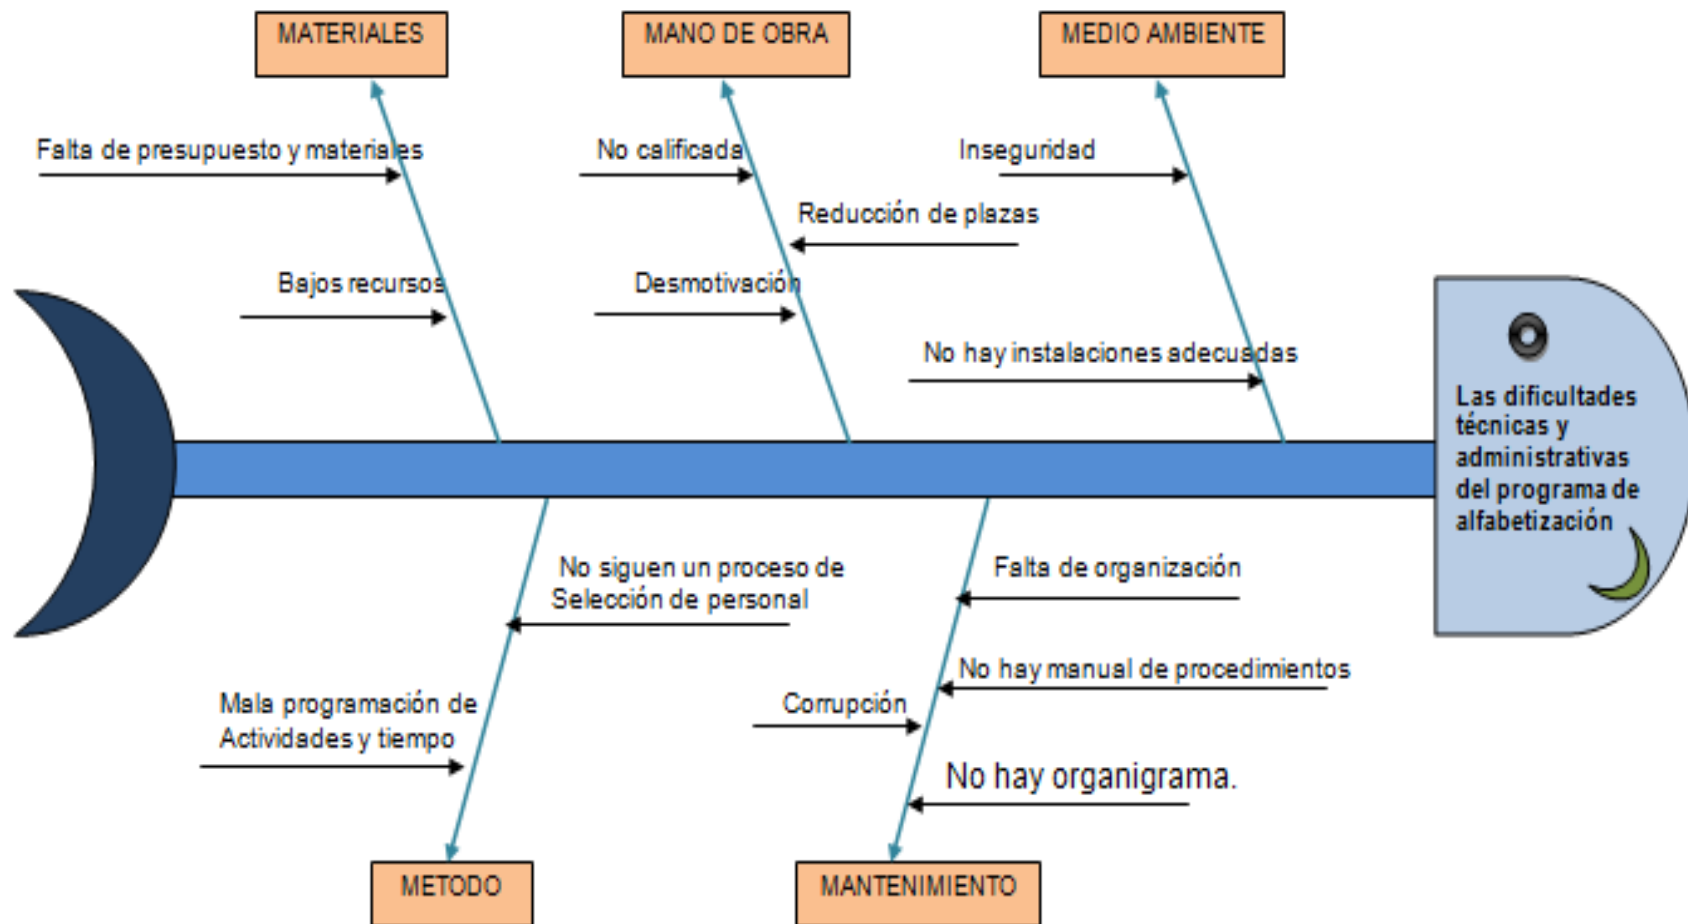 MATERIALES
MANO DE OBRA
MEDIO AMBIENTE
Falta de presupuesto y materiales
No calificada
Inseguridad
Reducción de plazas
Bajos recursos
Desmotivación
No hay instalaciones adecuadas
Las dificultades
técnicas y
administrativas
del programa de
alfabetización
No siguen un proceso de
Selección de personal
Falta de organización
No hay manual de procedimientos
Mala programación de
Actividades y tiempo
Corrupción
No hay organigrama.
METODO
MANTENIMIENTO